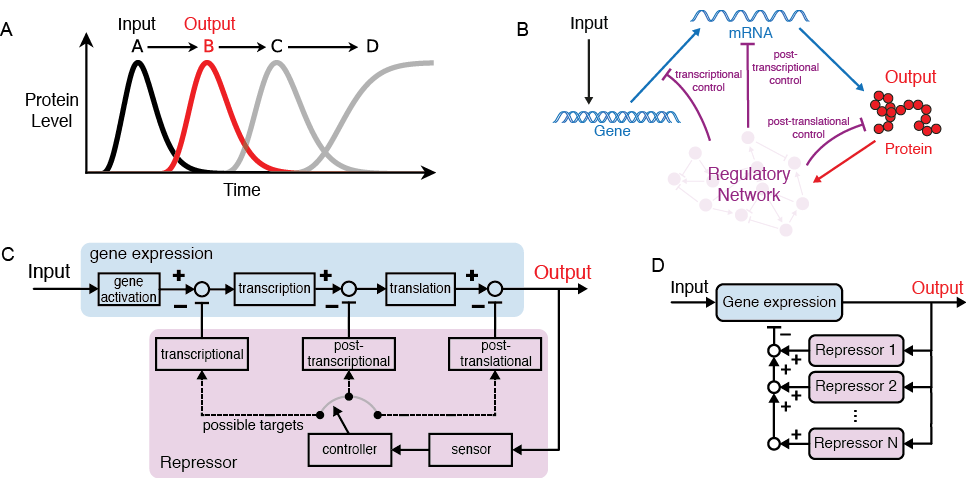 A
Input
Output
A
B
C
D
Protein
Level
Time
B
Input
mRNA
transcriptional
control
post-
transcriptional
control
Output
Gene
post-translational
control
Protein
Regulatory
Network
C
gene expression
Input
Output
gene
activation
+
−
transcription
+
−
translation
+
−
transcriptional
post-
transcriptional
post-
translational
possible targets
controller
sensor
Repressor
D
Input
Output
Gene expression
−
+
Repressor 1
+
+
Repressor 2
+
...
+
Repressor N